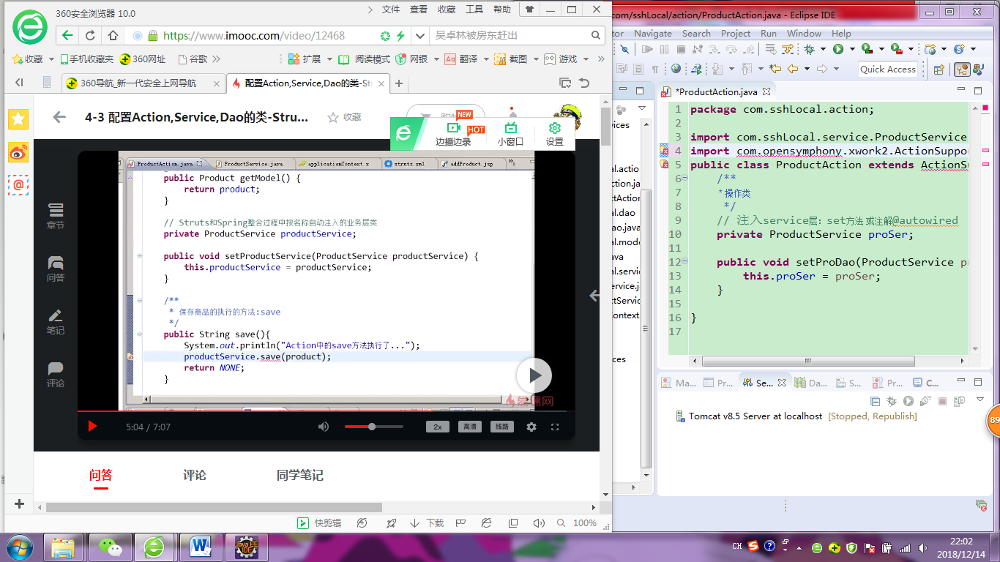 360安全浏览器 10.0
文件 查看 收藏 工具 帮助
https://www.imooc.com/video/12468
吴卓林被房东赶出
收藏 手机收藏夹 360网址 谷歌 扩展 阅读模式 网银 翻译 截图 游戏
360导航_新一代安全上网导航
配置Action,Service,Dao的类-St
4-3 配置Action,Service,Dao的类-Stru...
收藏
NEW
HOT
边播边录 小窗口 设置
章节
问答
笔记
评论
ProductAction.java ProductService.java applicationContext.x struts.xml addProduct.jsp
public Product getModel() {
return product;
}
// Struts和Spring整合过程中按名称自动注入的业务层类
private ProductService productService;
public void setProductService(ProductService productService) {
this.productService = productService;
}
/**
* 保存商品的执行的方法:save
*/
public String save(){
System.out.println("Action中的save方法执行了...");
productService.save(product);
return NONE;
}
慕课网
5:04 / 7:07
2x 高清 线路
问答 评论 同学笔记
快剪辑 下载 100%
com/sshLocal/action/ProductAction.java - Eclipse IDE
tor Navigate Search Project Run Window Help
Quick Access
*ProductAction.java
1 package com.sshLocal.action;
2
3 import com.sshLocal.service.ProductService
4 import com.opensymphony.xwork2.ActionSuppo
5 public class ProductAction extends ActionSu
6 /**
7 *操作类
8 */
9 // 注入service层：set方法 或注解@autowired
10 private ProductService proSer;
11
12 public void setProDao(ProductService p
13 this.proSer = proSer;
14 }
15
16 }
17
vices
al.action
on.java
ctAction
al.dao
ao.java
al.mode
ava
al.servic
ervice.j
ctServic
Context
ces
Ma... Pr... Se... Da... S... Pr... C...
Tomcat v8.5 Server at localhost [Stopped, Republish]
89
Java EE
IDE
CH
22:02
2018/12/14